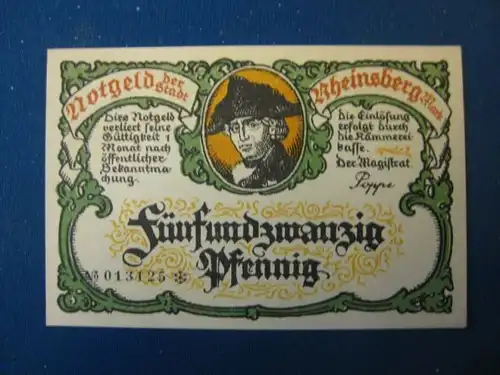 Notgeld der Stadt Rheinsberg Mark
Dies Notgeld
verliert seine
Gültigkeit 1
Monat nach
öffentlicher
Bekanntma
chung.
Die Einlösung
erfolgt durch
die Kämmerei
kasse.
Der Magistrat.
Poppe
Fünfundzwanzig
Pfennig
No 013125 ✻